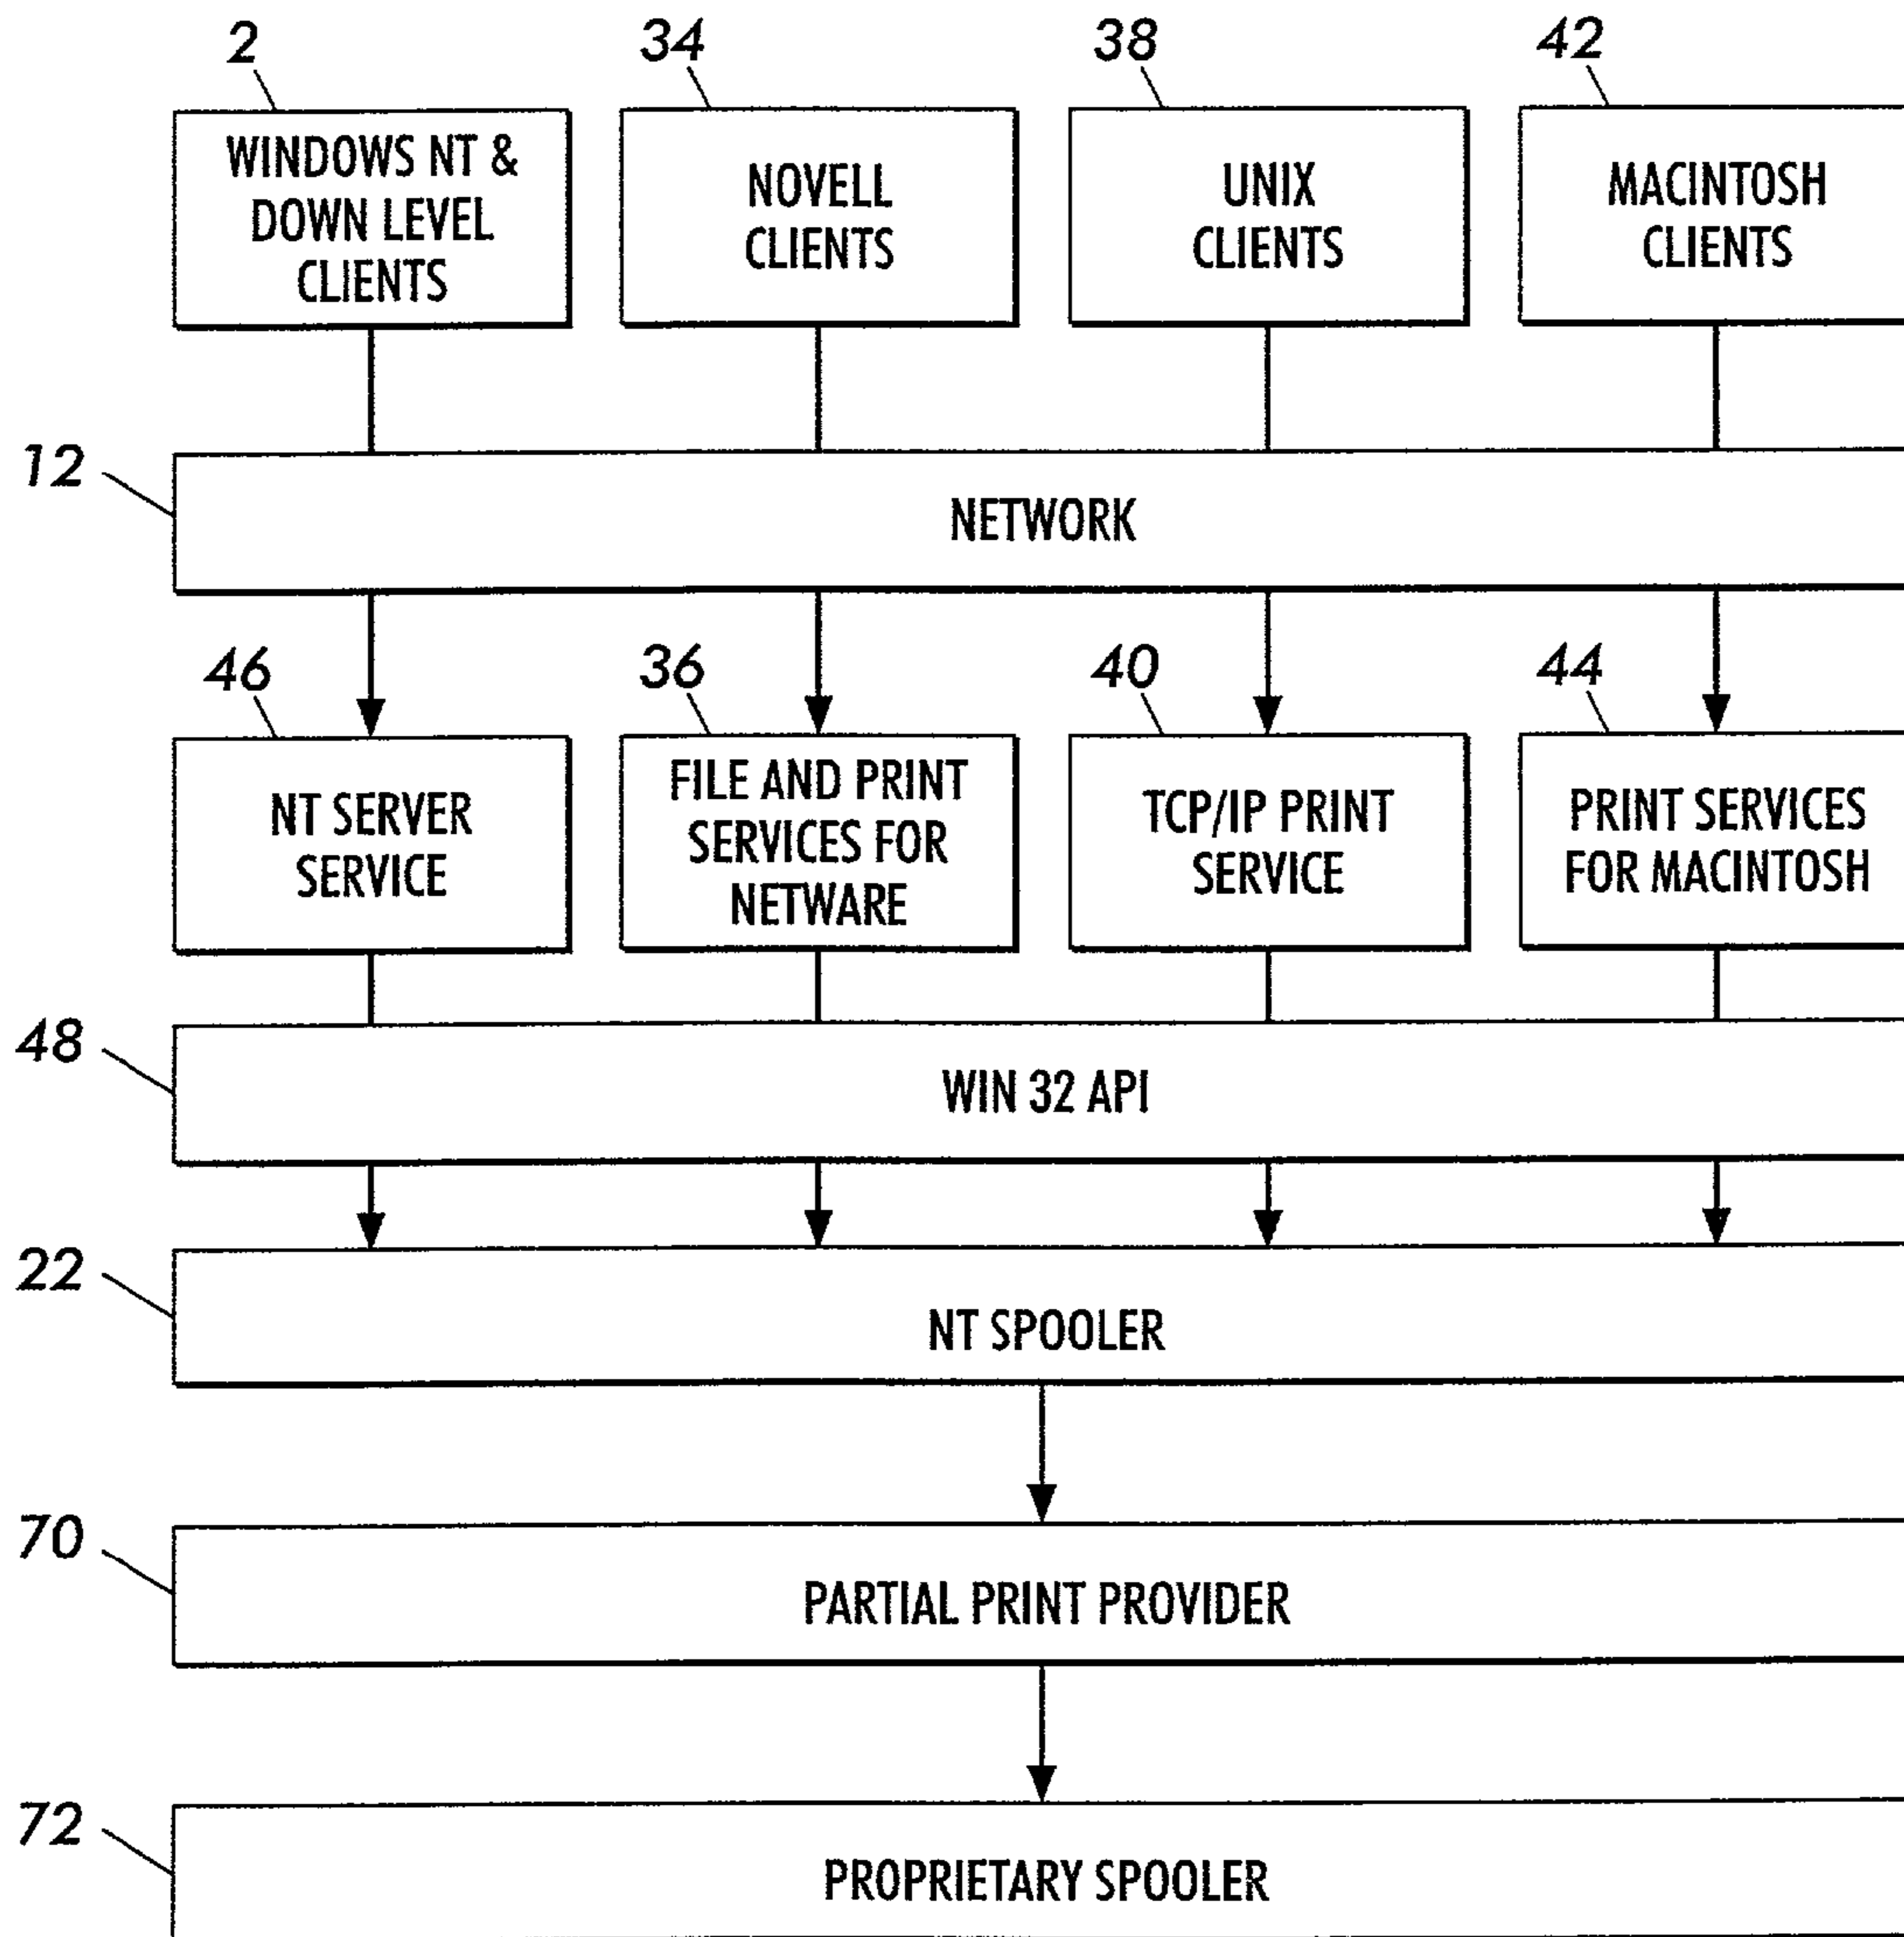 2
34
38
42
WINDOWS NT &
DOWN LEVEL
CLIENTS
NOVELL
CLIENTS
UNIX
CLIENTS
MACINTOSH
CLIENTS
12
NETWORK
46
36
40
44
NT SERVER
SERVICE
FILE AND PRINT
SERVICES FOR
NETWARE
TCP/IP PRINT
SERVICE
PRINT SERVICES
FOR MACINTOSH
48
WIN 32 API
22
NT SPOOLER
70
PARTIAL PRINT PROVIDER
72
PROPRIETARY SPOOLER